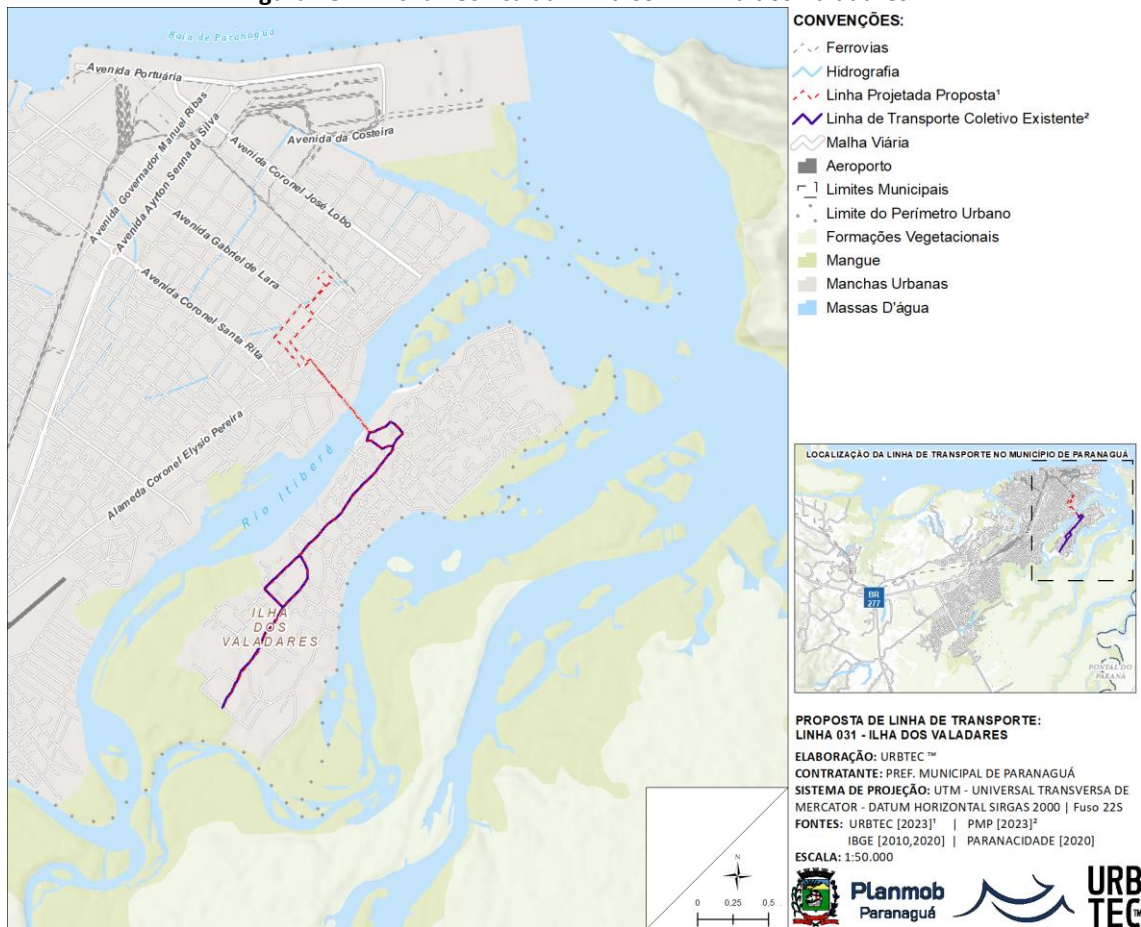 Baía de Paranaguá
Avenida Portuária
Avenida Governador Manuel Ribas
Avenida Ayrton Senna da Silva
Avenida da Costeira
Avenida Coronel José Lobo
Avenida Gabriel de Lara
Avenida Coronel Santa Rita
Alameda Coronel Elysio Pereira
Rio Itiberê
ILHA
DOS
VALADARES
N
0 0,25 0,5
CONVENÇÕES:
Ferrovias
Hidrografia
Linha Projetada Proposta¹
Linha de Transporte Coletivo Existente²
Malha Viária
Aeroporto
Limites Municipais
Limite do Perímetro Urbano
Formações Vegetacionais
Mangue
Manchas Urbanas
Massas D'água
LOCALIZAÇÃO DA LINHA DE TRANSPORTE NO MUNICÍPIO DE PARANAGUÁ
BR
277
PONTAL DO
PARANÁ
PROPOSTA DE LINHA DE TRANSPORTE:
LINHA 031 - ILHA DOS VALADARES
ELABORAÇÃO: URBTEC ™
CONTRATANTE: PREF. MUNICIPAL DE PARANAGUÁ
SISTEMA DE PROJEÇÃO: UTM - UNIVERSAL TRANSVERSA DE
MERCATOR - DATUM HORIZONTAL SIRGAS 2000 | Fuso 22S
FONTES: URBTEC [2023]¹ | PMP [2023]²
IBGE [2010,2020] | PARANACIDADE [2020]
ESCALA: 1:50.000
Planmob
Paranaguá
URB
TEC™